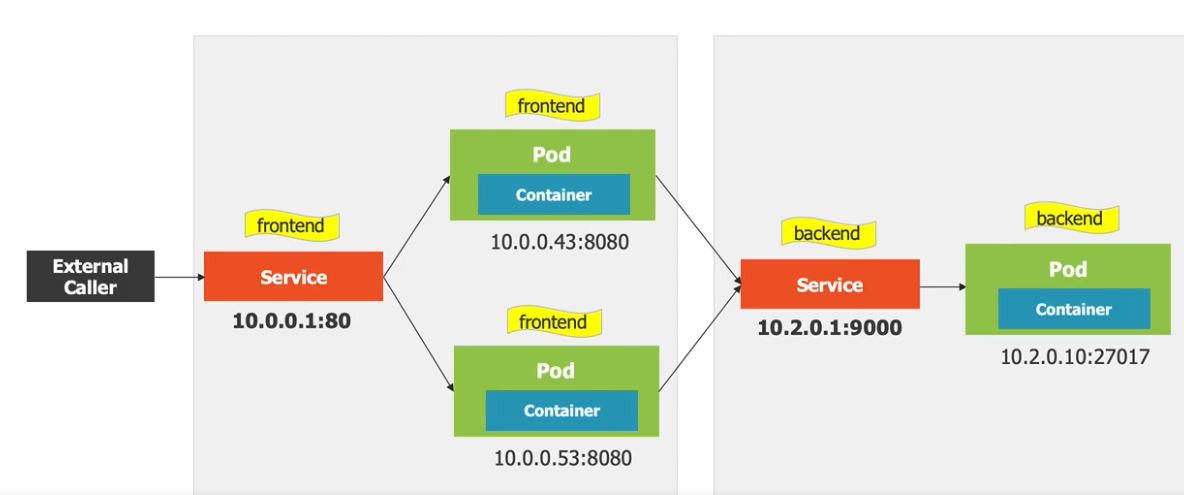 External
Caller
frontend
Service
10.0.0.1:80
frontend
Pod
Container
10.0.0.43:8080
frontend
Pod
Container
10.0.0.53:8080
backend
Service
10.2.0.1:9000
backend
Pod
Container
10.2.0.10:27017